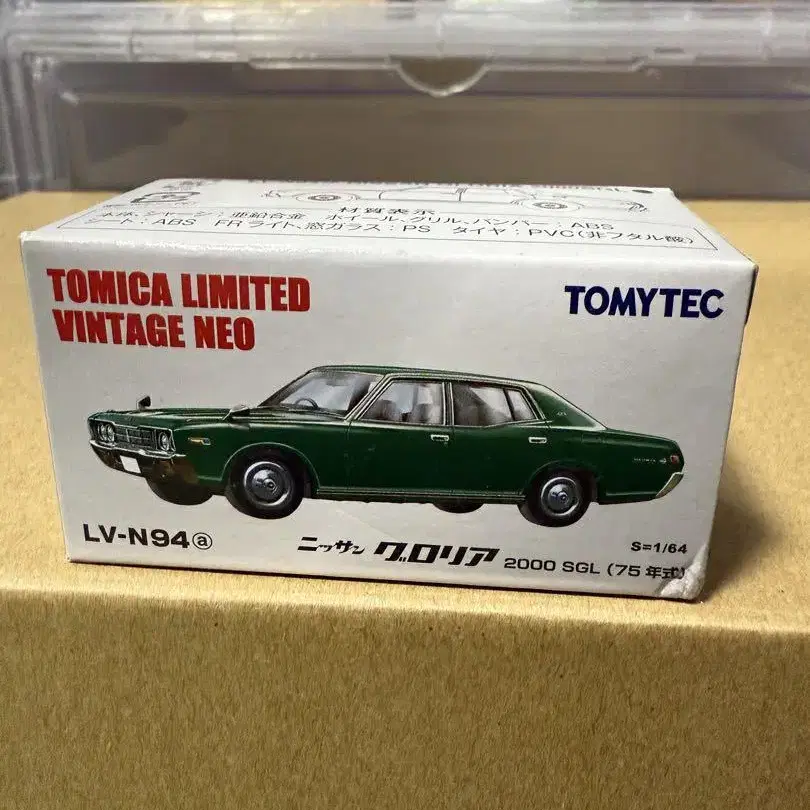 材質表示
本体、シャーシ：亜鉛合金 ホイール、グリル、バンパー：ABS
シート：ABS FRライト、窓ガラス：PS タイヤ：PVC(非フタル酸)
TOMICA LIMITED
VINTAGE NEO
TOMYTEC
LV-N94ⓐ
ニッサン グロリア 2000 SGL (75年式)
S=1/64